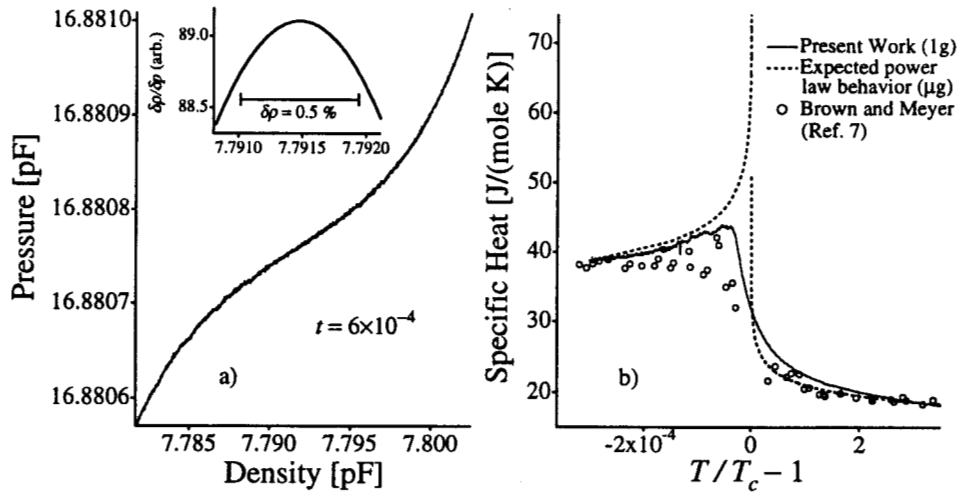 16.8810
16.8809
16.8808
16.8807
16.8806
Pressure [pF]
89.0
88.5
δρ/δp (arb.)
δρ = 0.5 %
7.7910 7.7915 7.7920
t = 6×10⁻⁴
a)
7.785 7.790 7.795 7.800
Density [pF]
70
60
50
40
30
20
Specific Heat [J/(mole K)]
Present Work (1g)
Expected power
law behavior (μg)
Brown and Meyer
(Ref. 7)
b)
-2x10⁻⁴ 0 2
T / T_c − 1